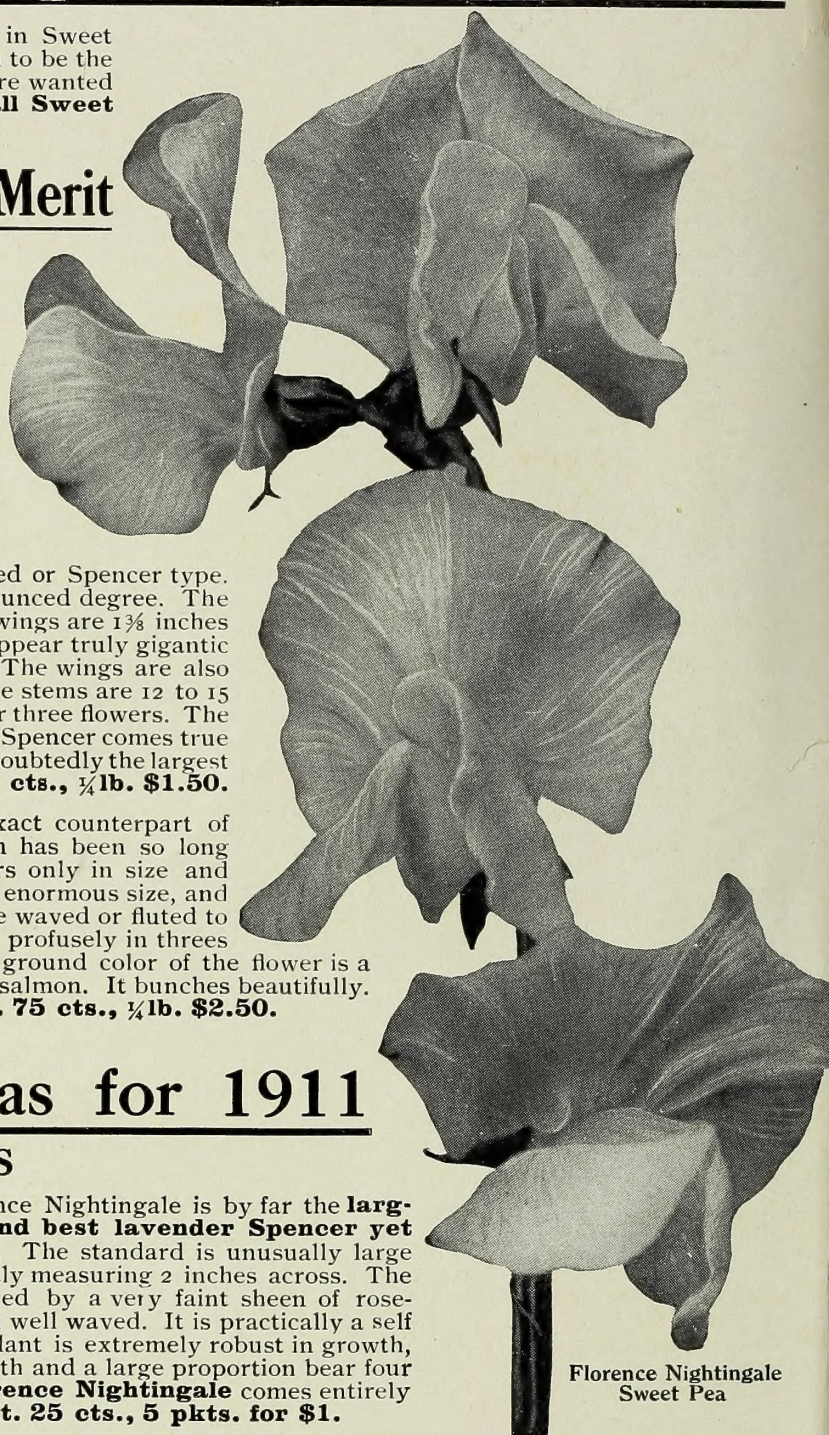 in Sweet
to be the
re wanted
ll Sweet
Merit
ed or Spencer type.
unced degree. The
wings are 1⅜ inches
ppear truly gigantic
The wings are also
e stems are 12 to 15
r three flowers. The
Spencer comes true
oubtedly the largest
cts., ¼lb. $1.50.
xact counterpart of
has been so long
rs only in size and
enormous size, and
e waved or fluted to
profusely in threes
ground color of the flower is a
salmon. It bunches beautifully.
75 cts., ¼lb. $2.50.
as for 1911
s
nce Nightingale is by far the larg-
nd best lavender Spencer yet
The standard is unusually large
ly measuring 2 inches across. The
ed by a very faint sheen of rose-
well waved. It is practically a self
lant is extremely robust in growth,
th and a large proportion bear four
rence Nightingale comes entirely
t. 25 cts., 5 pkts. for $1.
Florence Nightingale
Sweet Pea